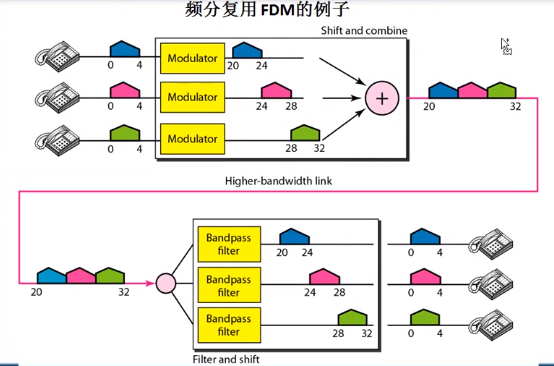 频分复用 FDM的例子
Shift and combine
0 4 Modulator 20 24
0 4 Modulator 24 28
+
20 32
0 4 Modulator 28 32
Higher-bandwidth link
Bandpass
filter
20 24 0 4
20 32
Bandpass
filter
24 28 0 4
Bandpass
filter
28 32 0 4
Filter and shift